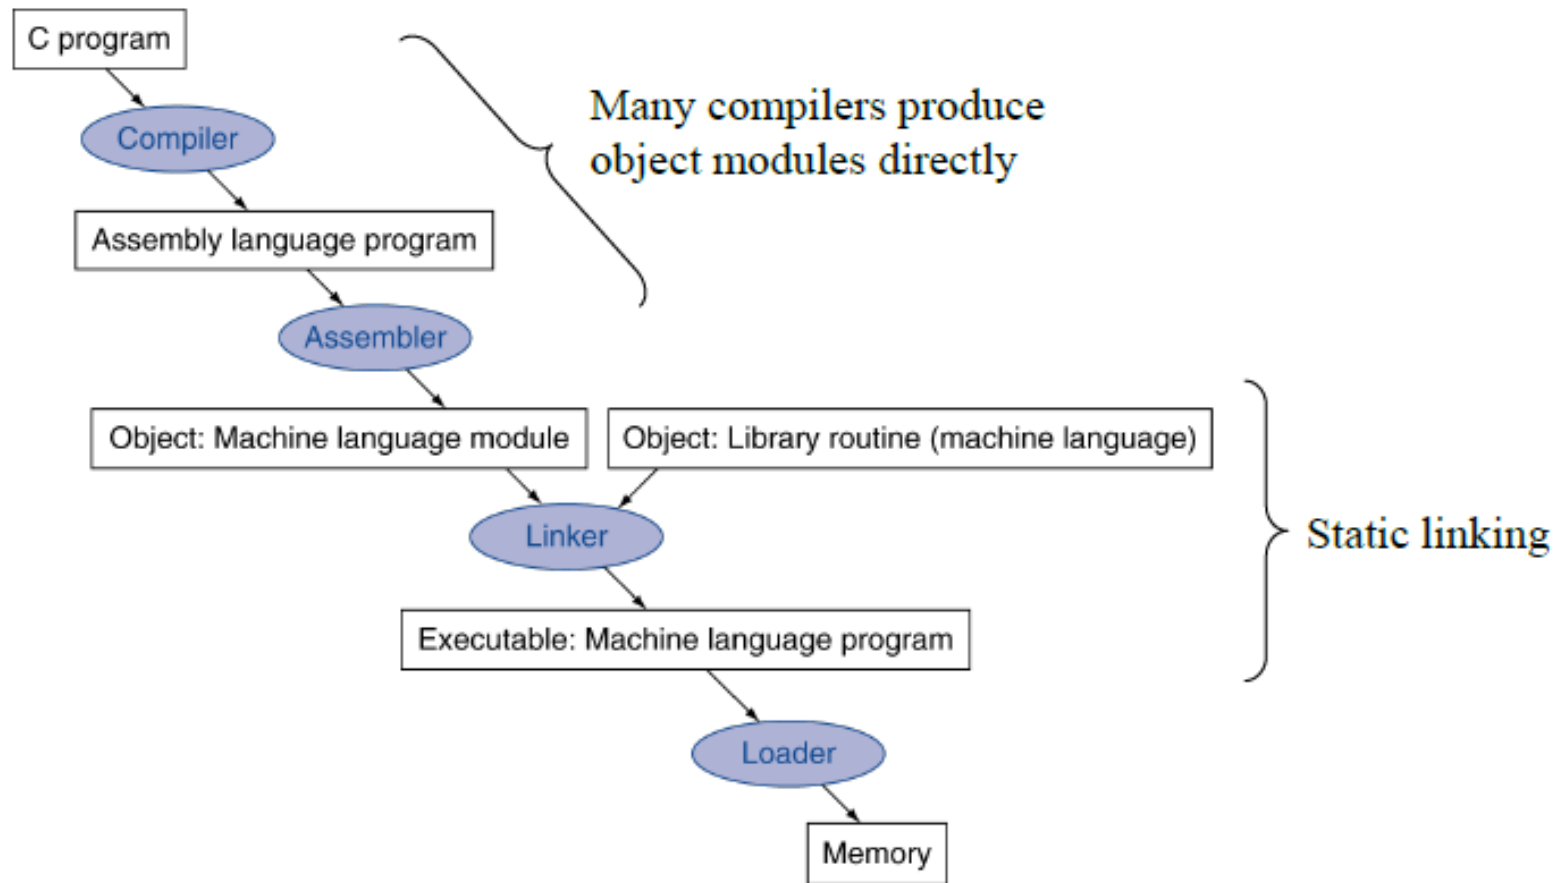 C program
Many compilers produce
object modules directly
Compiler
Assembly language program
Assembler
Object: Machine language module
Object: Library routine (machine language)
Linker
Static linking
Executable: Machine language program
Loader
Memory